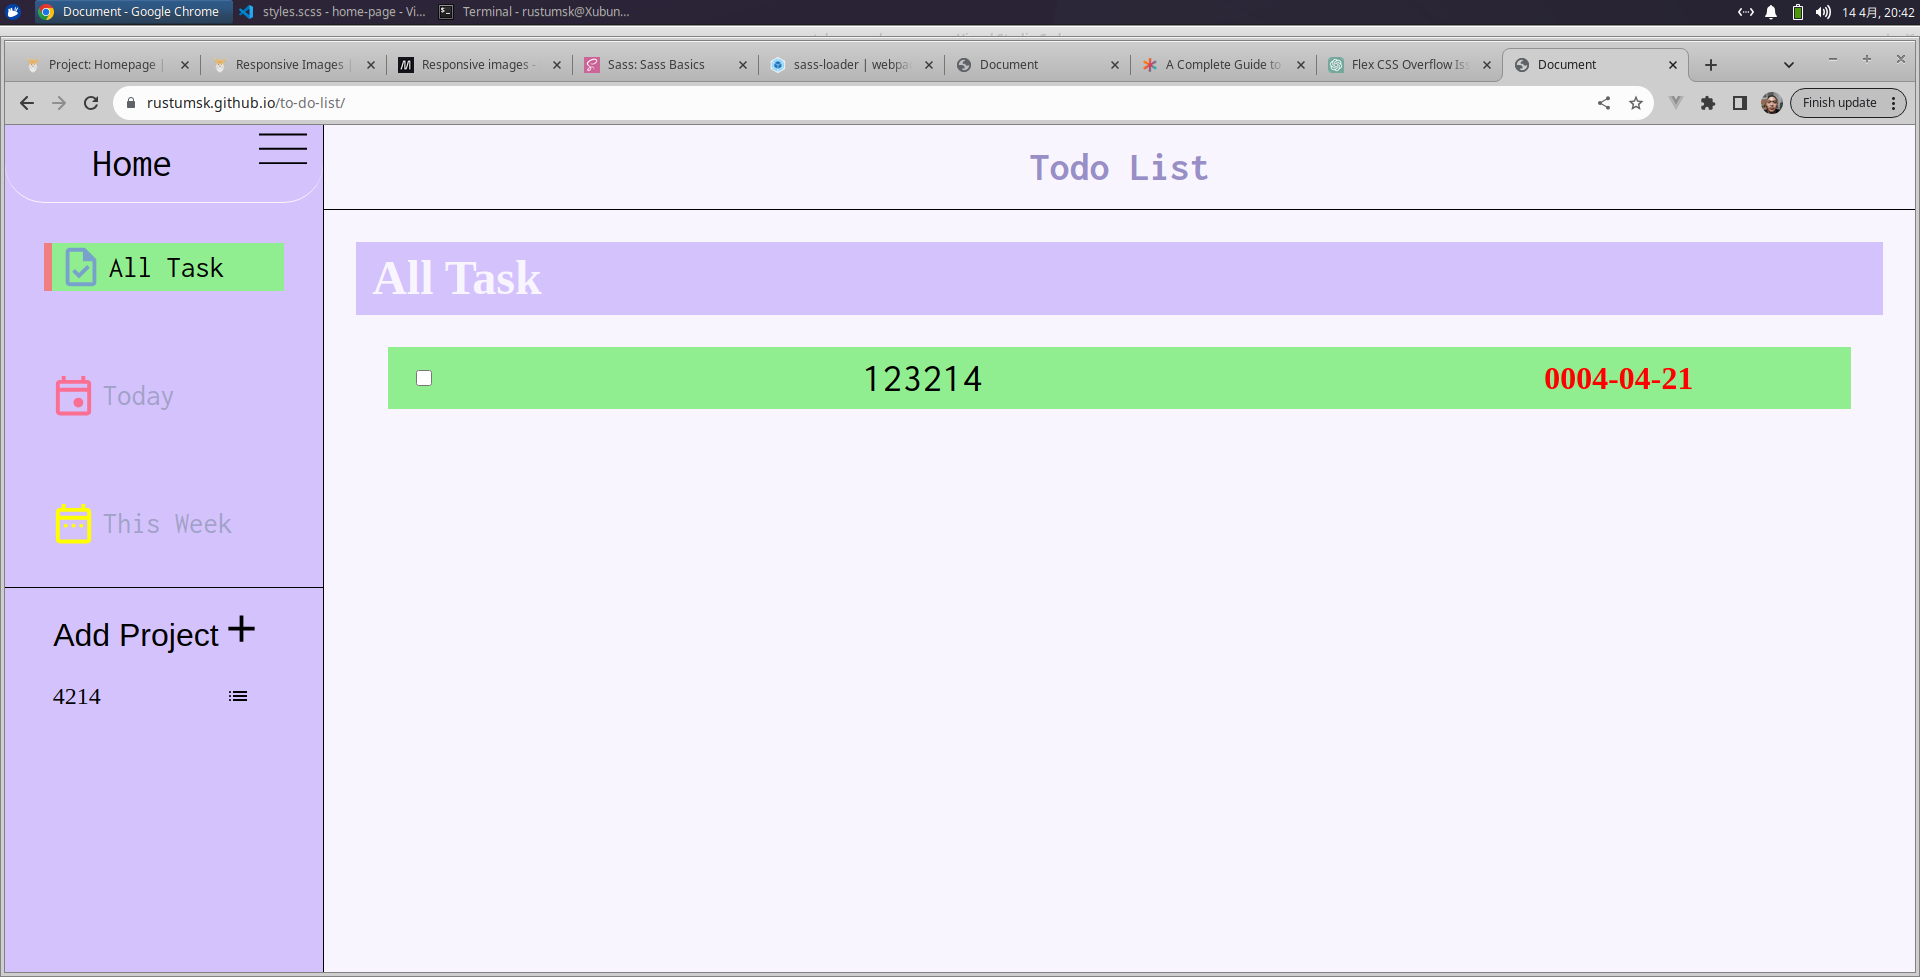 Document - Google Chrome
styles.scss - home-page - Vi...
Terminal - rustumsk@Xubun...
14 4月, 20:42
Project: Homepage |
Responsive Images |
Responsive images -
Sass: Sass Basics
sass-loader | webpa
Document
A Complete Guide to
Flex CSS Overflow Is
Document
rustumsk.github.io/to-do-list/
Finish update
Home
Todo List
All Task
Today
This Week
Add Project
4214
All Task
123214
0004-04-21